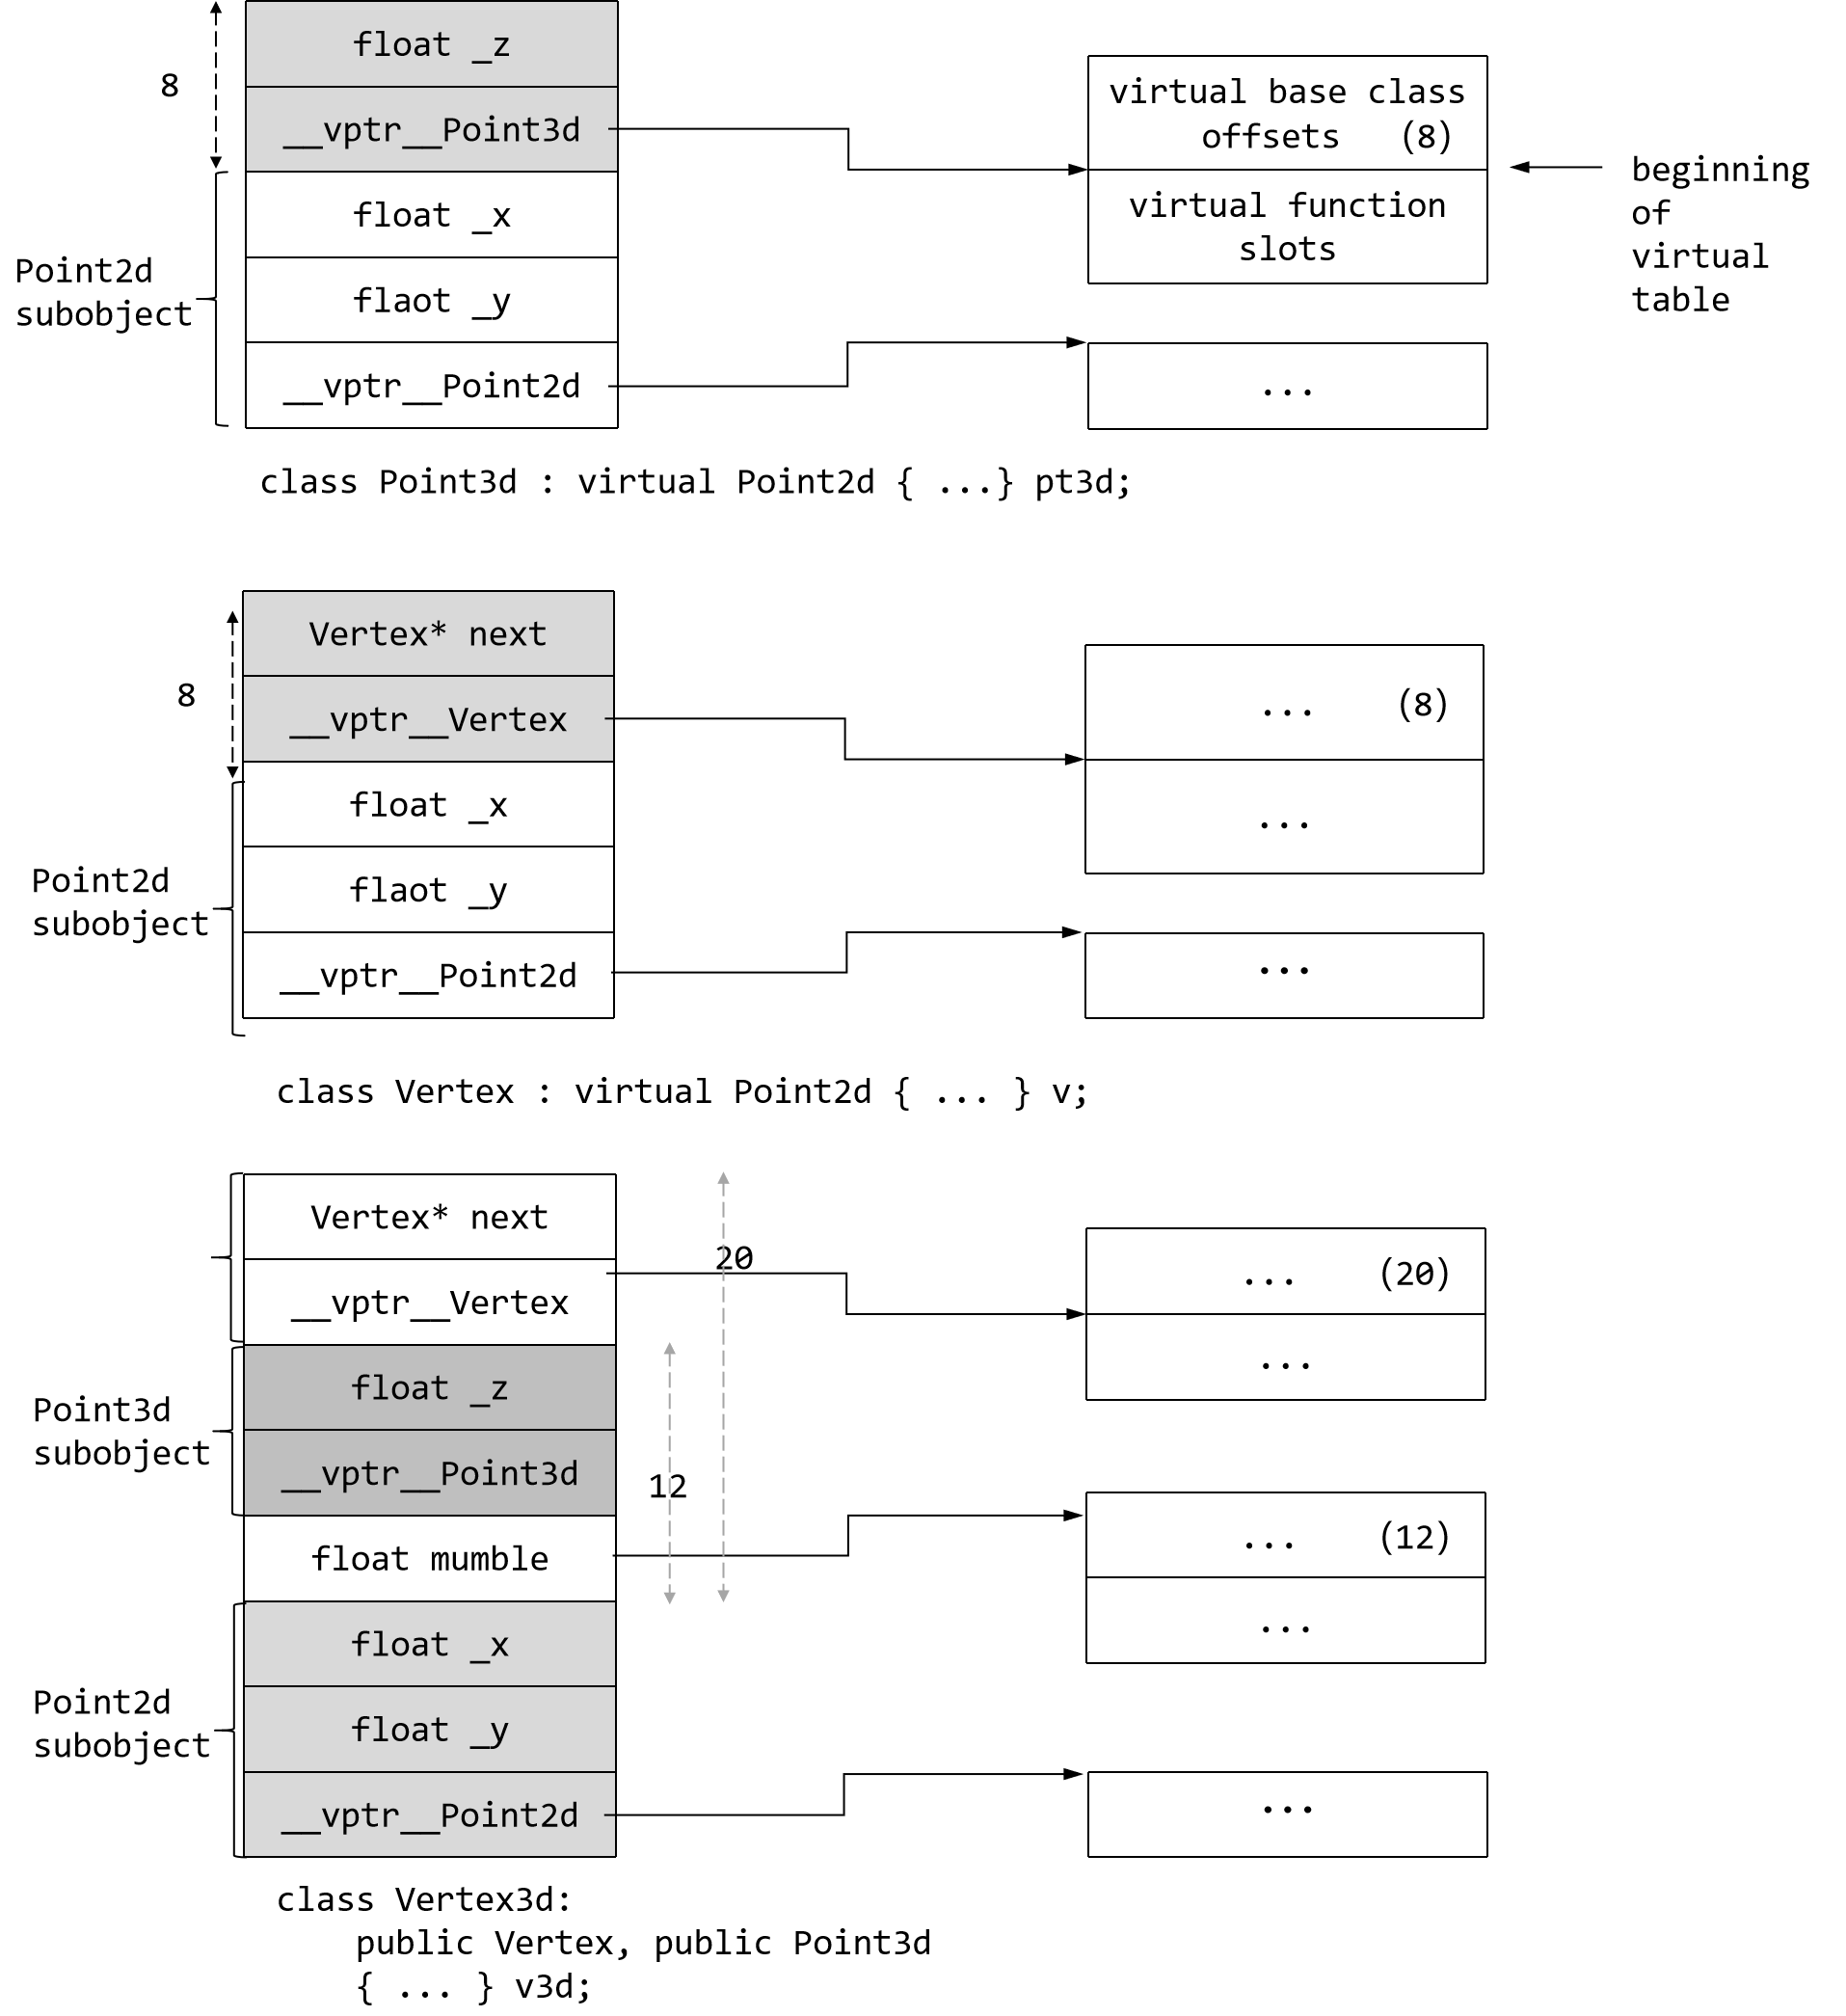 float _z
8
__vptr__Point3d
float _x
Point2d
subobject
flaot _y
__vptr__Point2d
virtual base class
offsets (8)
virtual function
slots
beginning
of
virtual
table
...
class Point3d : virtual Point2d { ...} pt3d;
Vertex* next
8
__vptr__Vertex
float _x
Point2d
subobject
flaot _y
__vptr__Point2d
... (8)
...
...
class Vertex : virtual Point2d { ... } v;
Vertex* next
20
__vptr__Vertex
Point3d
subobject
float _z
__vptr__Point3d
12
float mumble
float _x
Point2d
subobject
float _y
__vptr__Point2d
... (20)
...
... (12)
...
...
class Vertex3d:
public Vertex, public Point3d
{ ... } v3d;